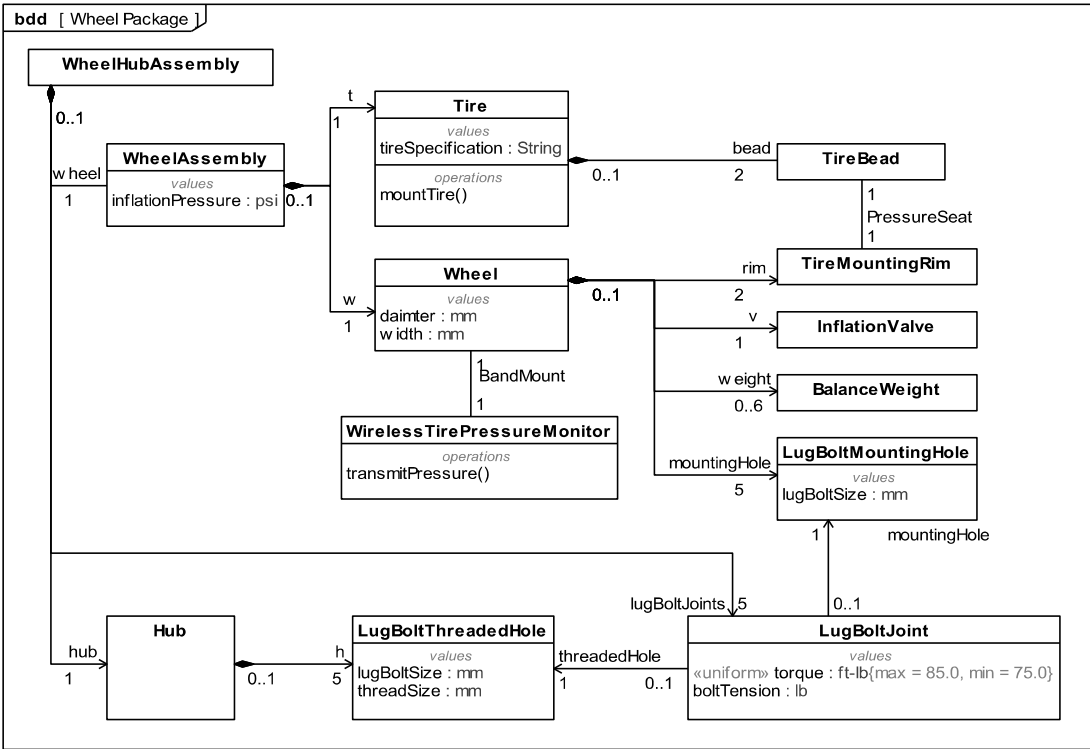 bdd [ Wheel Package ]
WheelHubAssembly
0..1
wheel
1
WheelAssembly
values
inflationPressure : psi
0..1
t
1
Tire
values
tireSpecification : String
operations
mountTire()
0..1
bead
2
TireBead
1
PressureSeat
1
TireMountingRim
w
1
Wheel
values
daimter : mm
width : mm
0..1
rim
2
v
1
InflationValve
weight
0..6
BalanceWeight
mountingHole
5
LugBoltMountingHole
values
lugBoltSize : mm
1
BandMount
1
WirelessTirePressureMonitor
operations
transmitPressure()
1
mountingHole
0..1
lugBoltJoints
5
hub
1
Hub
0..1
h
5
LugBoltThreadedHole
values
lugBoltSize : mm
threadSize : mm
threadedHole
1
0..1
LugBoltJoint
values
«uniform» torque : ft-lb{max = 85.0, min = 75.0}
boltTension : lb